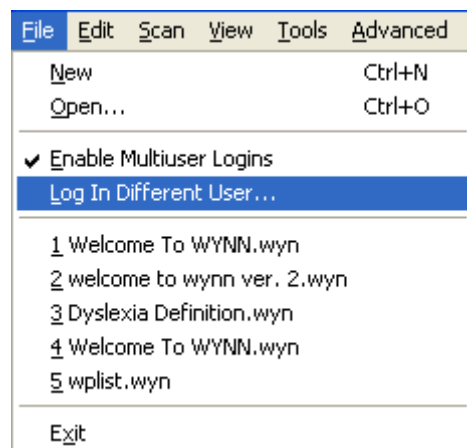 File Edit Scan View Tools Advanced
New Ctrl+N
Open... Ctrl+O
Enable Multiuser Logins
Log In Different User...
1 Welcome To WYNN.wyn
2 welcome to wynn ver. 2.wyn
3 Dyslexia Definition.wyn
4 Welcome To WYNN.wyn
5 wplist.wyn
Exit